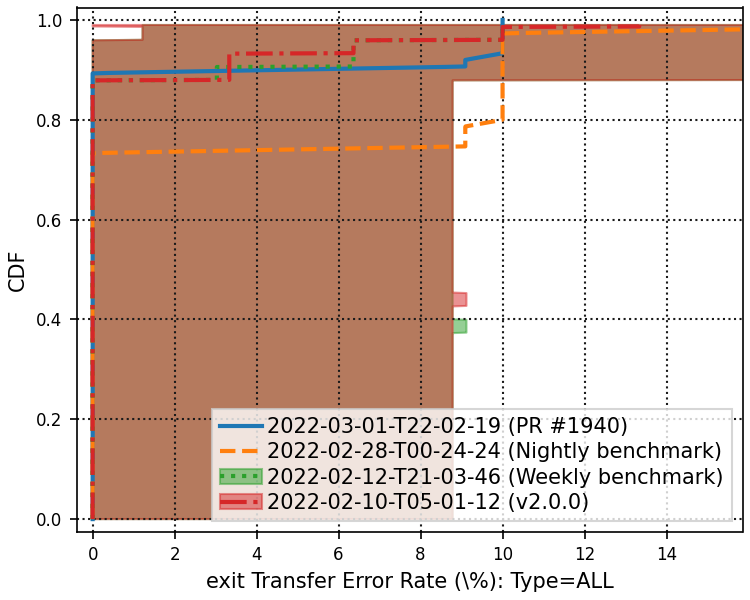 1.0
0.8
0.6
0.4
0.2
0.0
CDF
2022-03-01-T22-02-19 (PR #1940)
2022-02-28-T00-24-24 (Nightly benchmark)
2022-02-12-T21-03-46 (Weekly benchmark)
2022-02-10-T05-01-12 (v2.0.0)
0 2 4 6 8 10 12 14
exit Transfer Error Rate (\%): Type=ALL